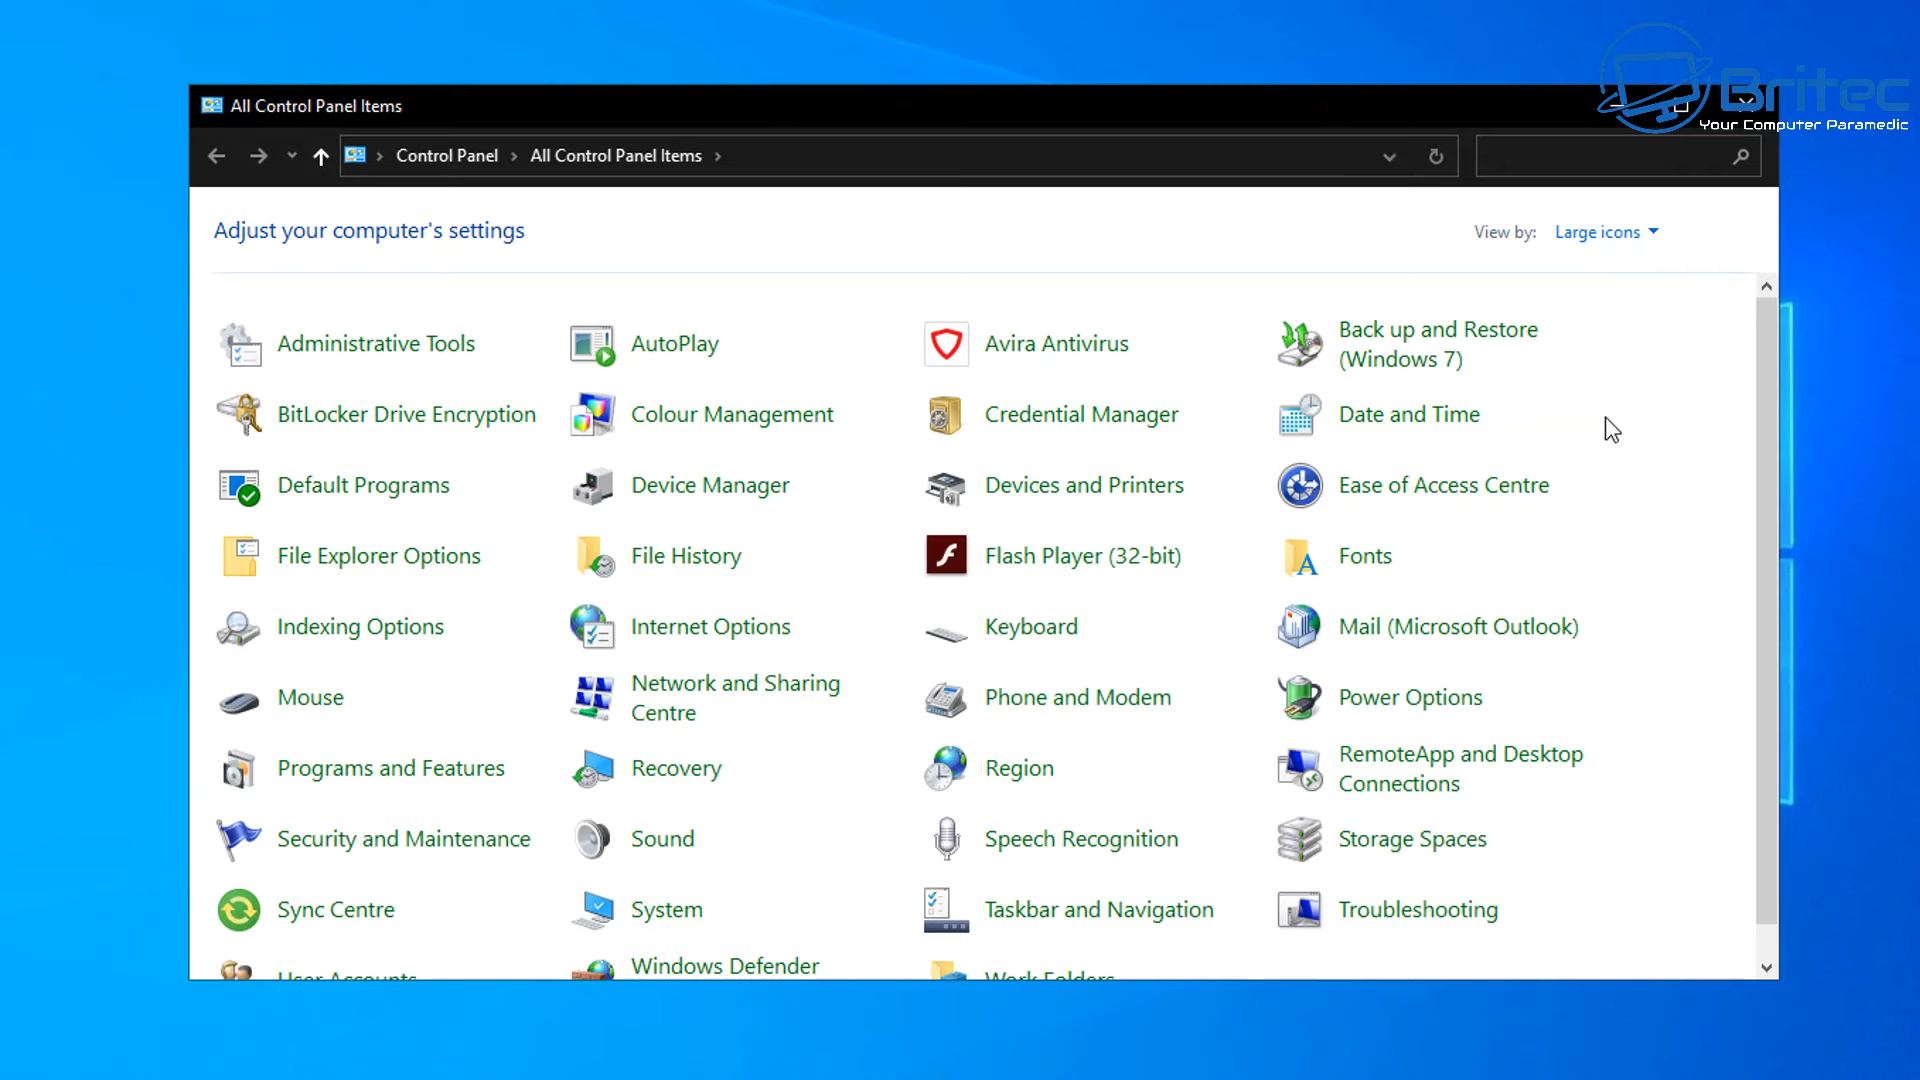 All Control Panel Items
Britec
Your Computer Paramedic
Control Panel > All Control Panel Items >
Adjust your computer's settings
View by: Large icons
Administrative Tools
AutoPlay
Avira Antivirus
Back up and Restore
(Windows 7)
BitLocker Drive Encryption
Colour Management
Credential Manager
Date and Time
Default Programs
Device Manager
Devices and Printers
Ease of Access Centre
File Explorer Options
File History
Flash Player (32-bit)
Fonts
Indexing Options
Internet Options
Keyboard
Mail (Microsoft Outlook)
Mouse
Network and Sharing
Centre
Phone and Modem
Power Options
Programs and Features
Recovery
Region
RemoteApp and Desktop
Connections
Security and Maintenance
Sound
Speech Recognition
Storage Spaces
Sync Centre
System
Taskbar and Navigation
Troubleshooting
User Accounts
Windows Defender
Work Folders